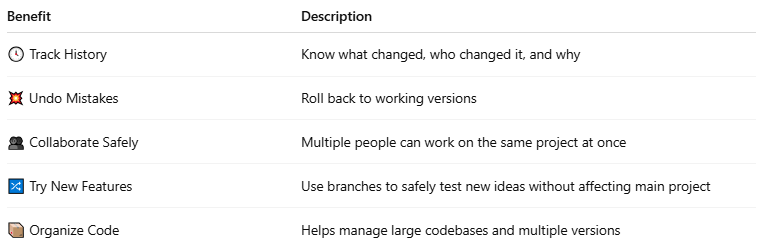 Benefit Description
Track History Know what changed, who changed it, and why
Undo Mistakes Roll back to working versions
Collaborate Safely Multiple people can work on the same project at once
Try New Features Use branches to safely test new ideas without affecting main project
Organize Code Helps manage large codebases and multiple versions